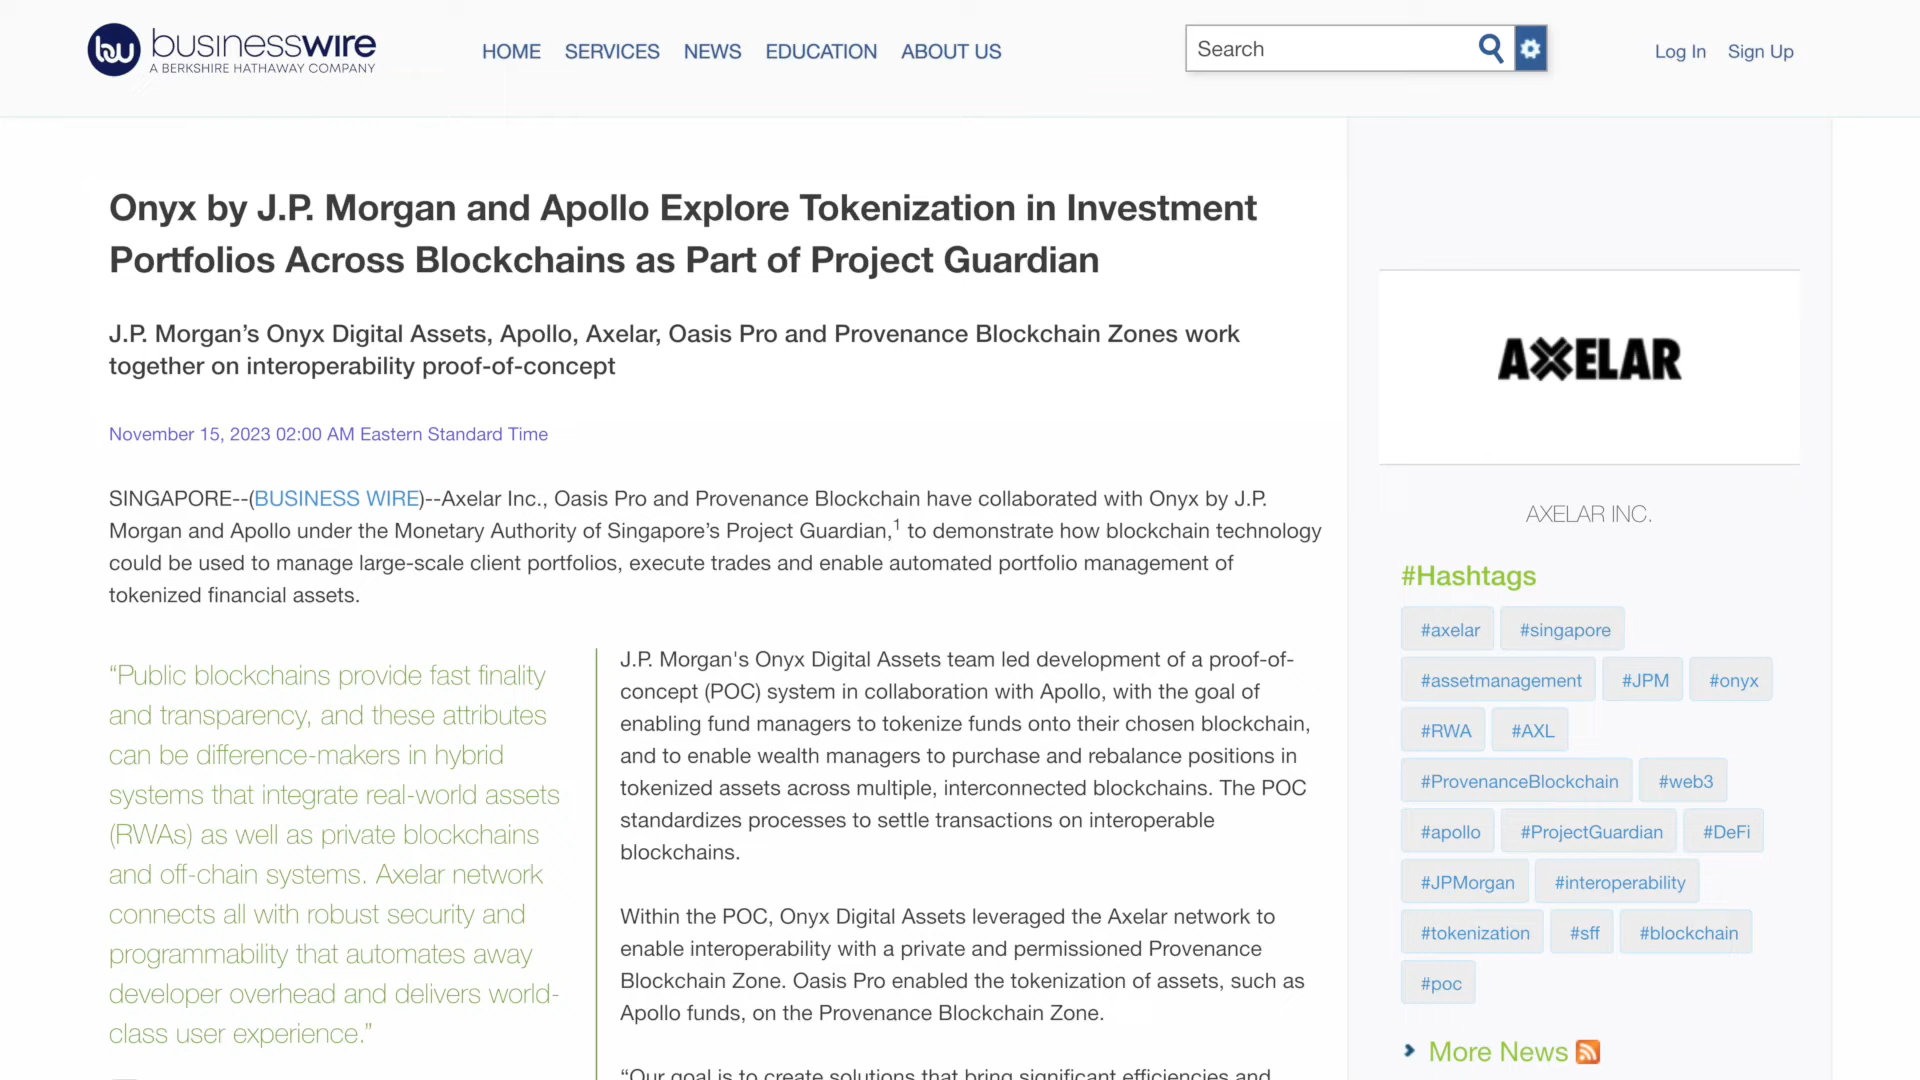 businesswire
A BERKSHIRE HATHAWAY COMPANY
HOME SERVICES NEWS EDUCATION ABOUT US
Search
Log In Sign Up
Onyx by J.P. Morgan and Apollo Explore Tokenization in Investment
Portfolios Across Blockchains as Part of Project Guardian
J.P. Morgan’s Onyx Digital Assets, Apollo, Axelar, Oasis Pro and Provenance Blockchain Zones work
together on interoperability proof-of-concept
November 15, 2023 02:00 AM Eastern Standard Time
SINGAPORE--(BUSINESS WIRE)--Axelar Inc., Oasis Pro and Provenance Blockchain have collaborated with Onyx by J.P.
Morgan and Apollo under the Monetary Authority of Singapore’s Project Guardian,1 to demonstrate how blockchain technology
could be used to manage large-scale client portfolios, execute trades and enable automated portfolio management of
tokenized financial assets.
“Public blockchains provide fast finality
and transparency, and these attributes
can be difference-makers in hybrid
systems that integrate real-world assets
(RWAs) as well as private blockchains
and off-chain systems. Axelar network
connects all with robust security and
programmability that automates away
developer overhead and delivers world-
class user experience.”
J.P. Morgan's Onyx Digital Assets team led development of a proof-of-
concept (POC) system in collaboration with Apollo, with the goal of
enabling fund managers to tokenize funds onto their chosen blockchain,
and to enable wealth managers to purchase and rebalance positions in
tokenized assets across multiple, interconnected blockchains. The POC
standardizes processes to settle transactions on interoperable
blockchains.
Within the POC, Onyx Digital Assets leveraged the Axelar network to
enable interoperability with a private and permissioned Provenance
Blockchain Zone. Oasis Pro enabled the tokenization of assets, such as
Apollo funds, on the Provenance Blockchain Zone.
“Our goal is to create solutions that bring significant efficiencies and
AXELAR
AXELAR INC.
#Hashtags
#axelar #singapore
#assetmanagement #JPM #onyx
#RWA #AXL
#ProvenanceBlockchain #web3
#apollo #ProjectGuardian #DeFi
#JPMorgan #interoperability
#tokenization #sff #blockchain
#poc
More News